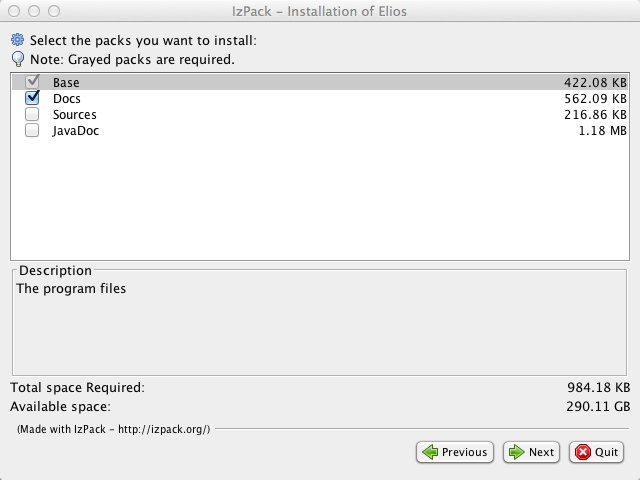 IzPack - Installation of Elios
Select the packs you want to install:
Note: Grayed packs are required.
Base 422.08 KB
Docs 562.09 KB
Sources 216.86 KB
JavaDoc 1.18 MB
Description
The program files
Total space Required: 984.18 KB
Available space: 290.11 GB
(Made with IzPack - http://izpack.org/)
Previous Next Quit